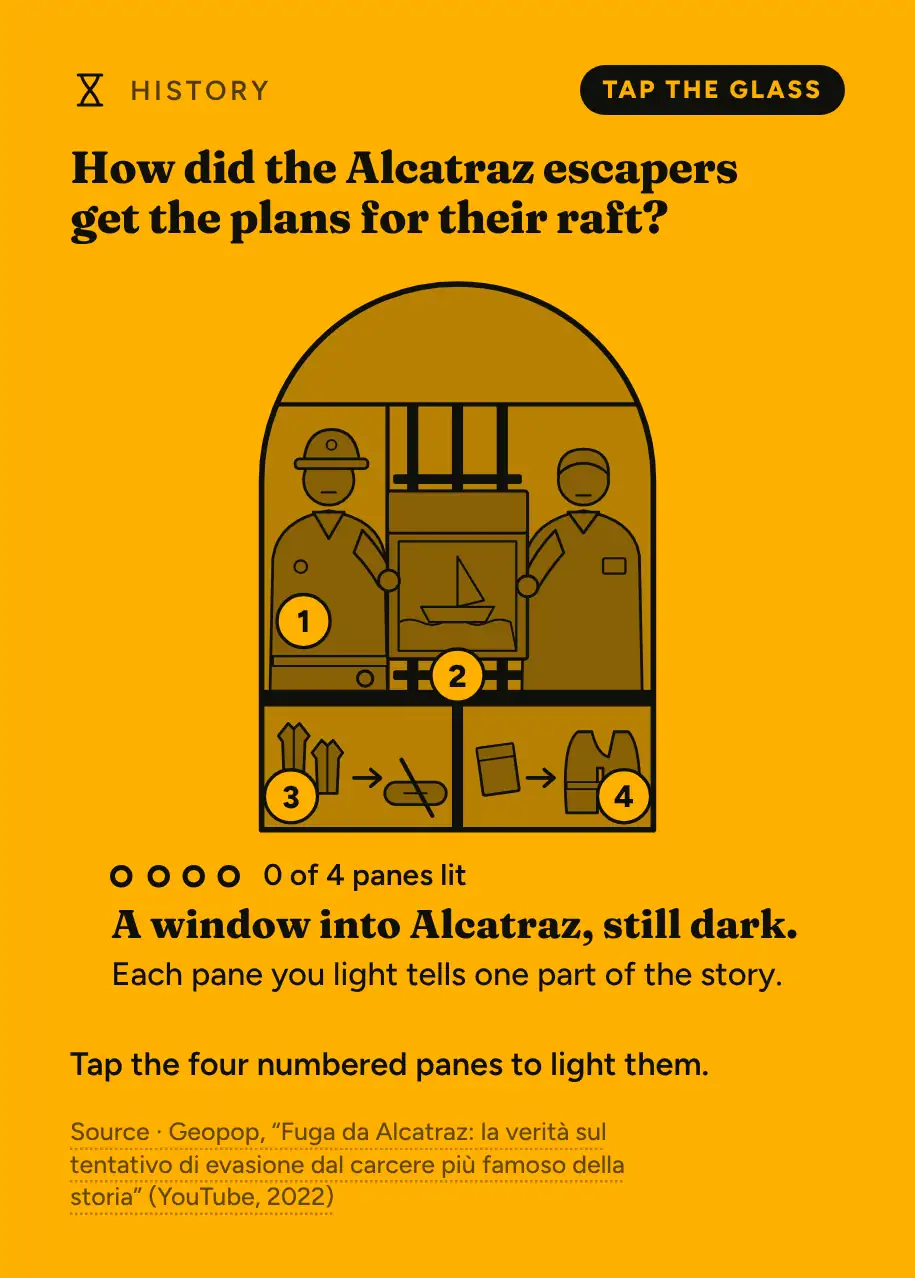 HISTORY
TAP THE GLASS
How did the Alcatraz escapers
get the plans for their raft?
1
2
3
4
0 of 4 panes lit
A window into Alcatraz, still dark.
Each pane you light tells one part of the story.
Tap the four numbered panes to light them.
Source · Geopop, “Fuga da Alcatraz: la verità sul
tentativo di evasione dal carcere più famoso della
storia” (YouTube, 2022)